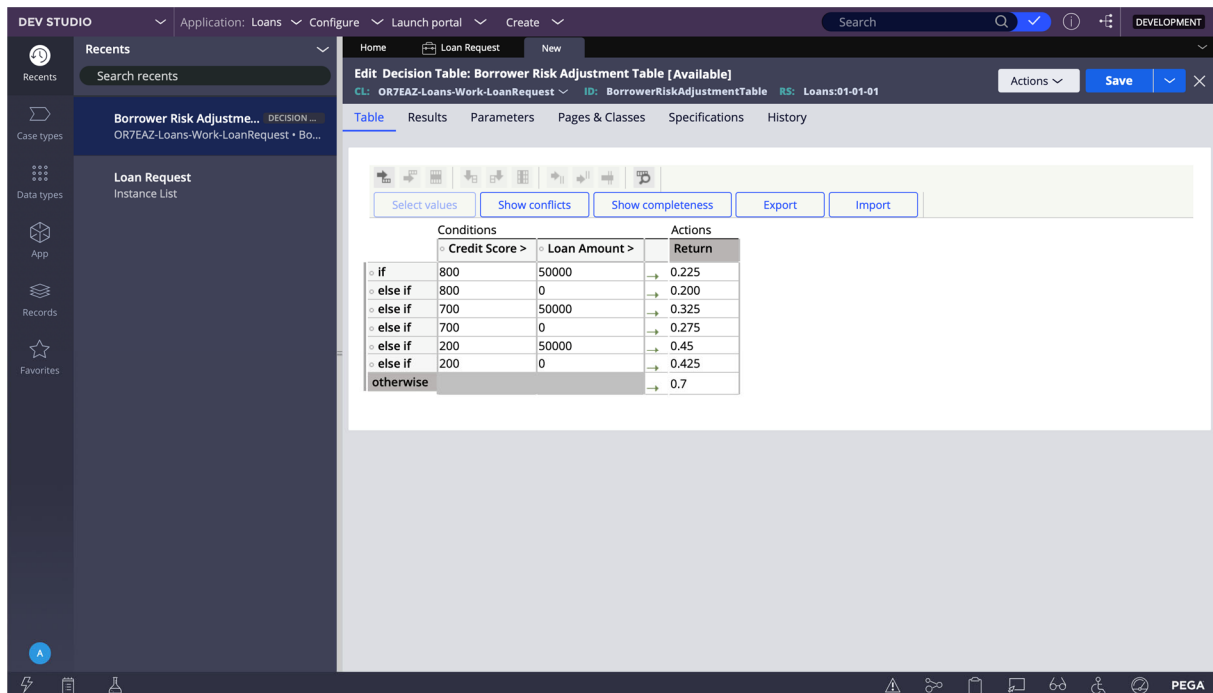 DEV STUDIO Application: Loans Configure Launch portal Create Search DEVELOPMENT
Recents
Search recents
Borrower Risk Adjustme... DECISION ...
OR7EAZ-Loans-Work-LoanRequest • Bo...
Loan Request
Instance List
Recents
Case types
Data types
App
Records
Favorites
A
Home Loan Request New
Edit Decision Table: Borrower Risk Adjustment Table [Available]
CL: OR7EAZ-Loans-Work-LoanRequest ID: BorrowerRiskAdjustmentTable RS: Loans:01-01-01
Actions Save
Table Results Parameters Pages & Classes Specifications History
Select values Show conflicts Show completeness Export Import
Conditions Actions
Credit Score > Loan Amount > Return
if 800 50000 0.225
else if 800 0 0.200
else if 700 50000 0.325
else if 700 0 0.275
else if 200 50000 0.45
else if 200 0 0.425
otherwise 0.7
PEGA